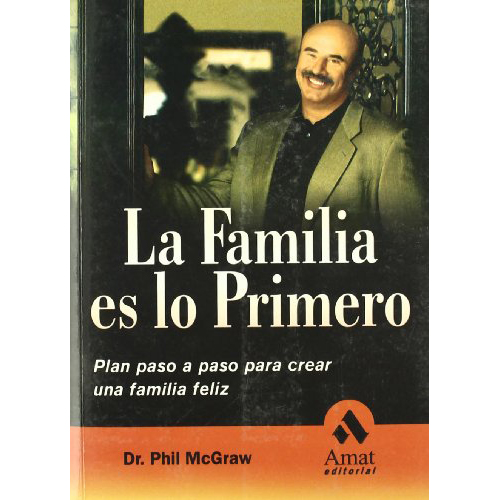 La Familia
es lo Primero
Plan paso a paso para crear
una familia feliz
Dr. Phil McGraw
Amat
editorial